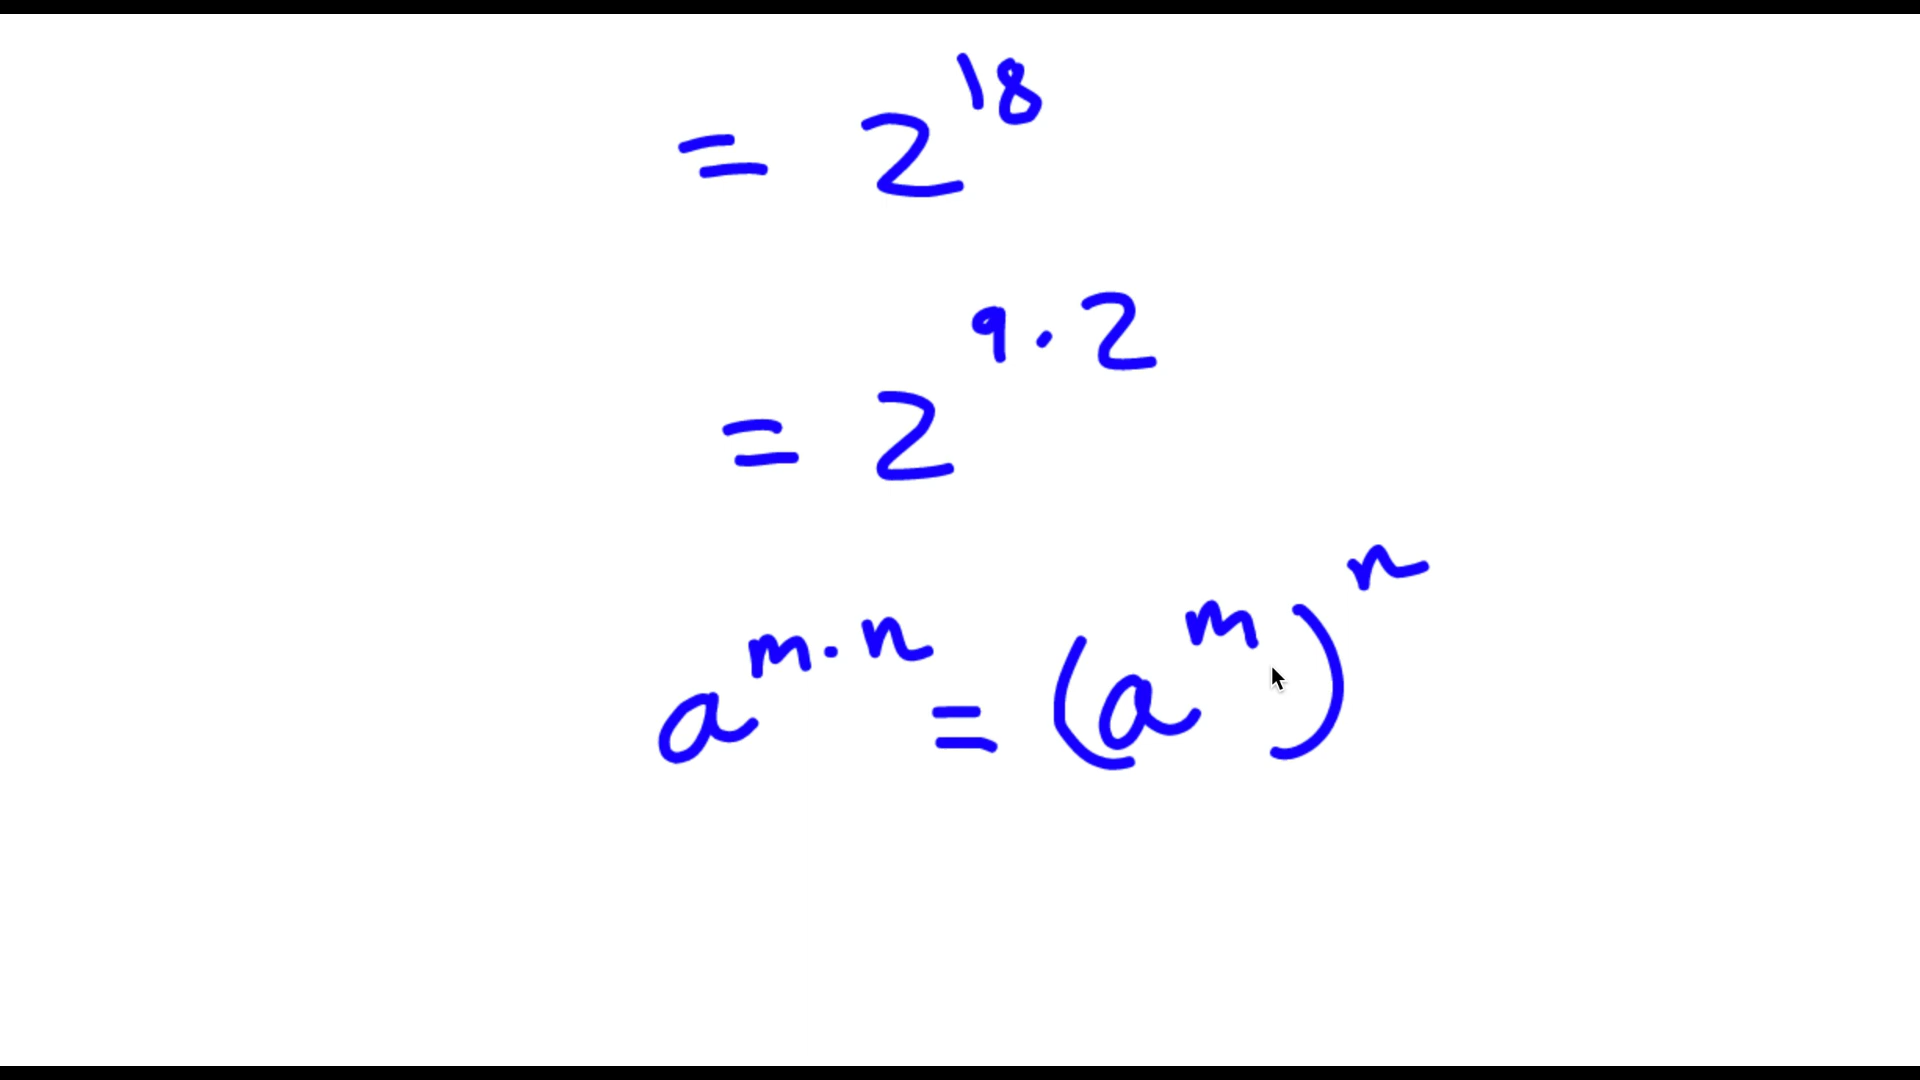 = 2^18
= 2^9·2
a^m·n = (a^m)^n